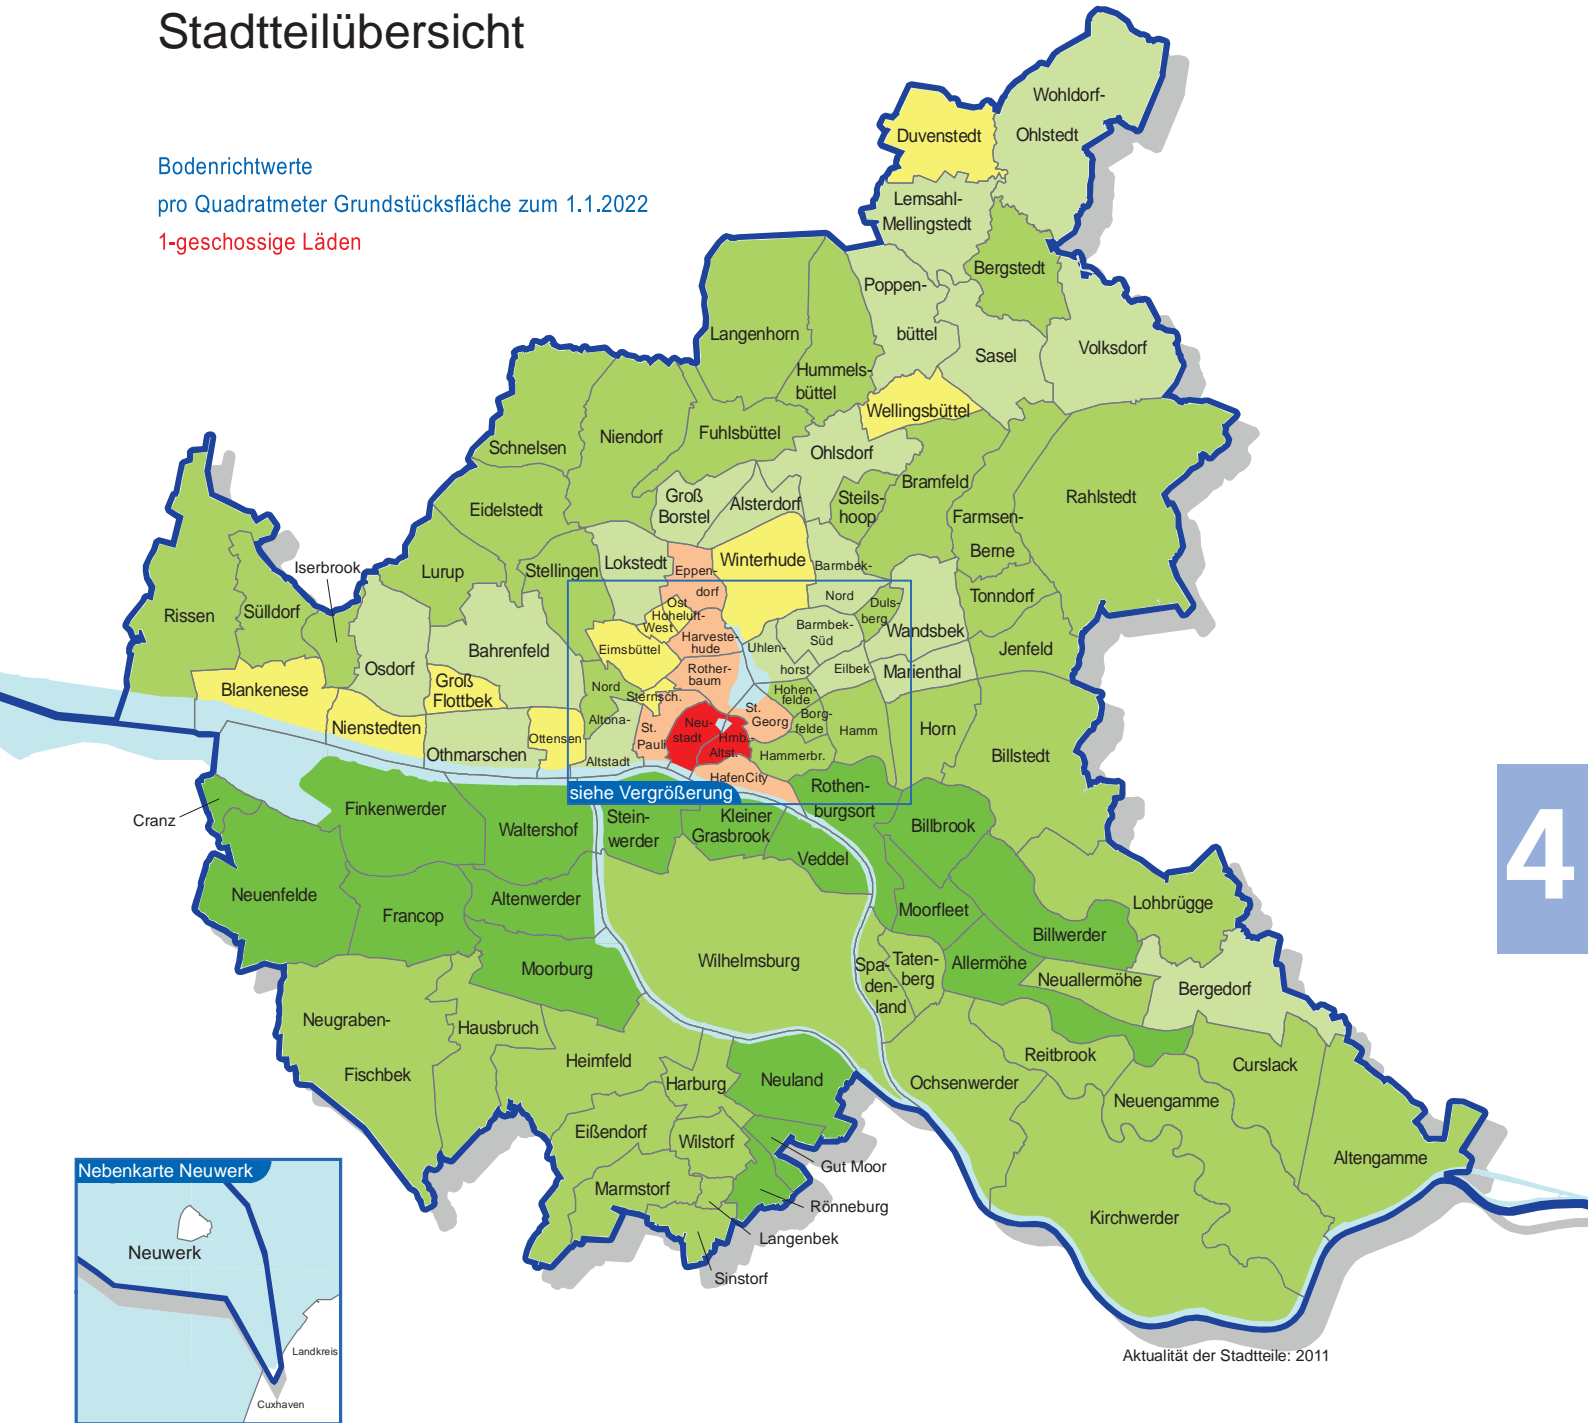 Stadtteilübersicht
Bodenrichtwerte
pro Quadratmeter Grundstücksfläche zum 1.1.2022
1-geschossige Läden
Wohldorf-
Ohlstedt
Duvenstedt
Lemsahl-
Mellingstedt
Bergstedt
Poppen-
büttel
Langenhorn
Sasel
Volksdorf
Hummels-
büttel
Wellingsbüttel
Schnelsen
Niendorf
Fuhlsbüttel
Ohlsdorf
Bramfeld
Steils-
hoop
Rahlstedt
Groß
Borstel
Alsterdorf
Eidelstedt
Farmsen-
Berne
Iserbrook
Lurup
Stellingen
Lokstedt
Eppen-
dorf
Winterhude
Barmbek-
Nord
Duls-
berg
Tonndorf
Rissen
Sülldorf
Ost
Hoheluft-
West
Harveste-
hude
Barmbek-
Süd
Wandsbek
Jenfeld
Osdorf
Bahrenfeld
Eimsbüttel
Uhlen-
horst
Eilbek
Marienthal
Blankenese
Groß
Flottbek
Nord
Altona-
Altstadt
Sternsch.
Rother-
baum
Hohen-
felde
Nienstedten
Othmarschen
Ottensen
St.
Pauli
Neu-
stadt
Hmb.-
Altst.
St.
Georg
Borg-
felde
Hamm
Horn
Billstedt
Hammerbr.
HafenCity
siehe Vergrößerung
Rothen-
burgsort
Cranz
Finkenwerder
Waltershof
Stein-
werder
Kleiner
Grasbrook
Veddel
Billbrook
4
Neuenfelde
Francop
Altenwerder
Moorfleet
Lohbrügge
Billwerder
Moorburg
Wilhelmsburg
Spa-
den-
land
Taten-
berg
Allermöhe
Neuallermöhe
Bergedorf
Neugraben-
Fischbek
Hausbruch
Heimfeld
Harburg
Neuland
Reitbrook
Curslack
Ochsenwerder
Neuengamme
Eißendorf
Wilstorf
Gut Moor
Altengamme
Marmstorf
Rönneburg
Langenbek
Sinstorf
Kirchwerder
Nebenkarte Neuwerk
Neuwerk
Landkreis
Cuxhaven
Aktualität der Stadtteile: 2011